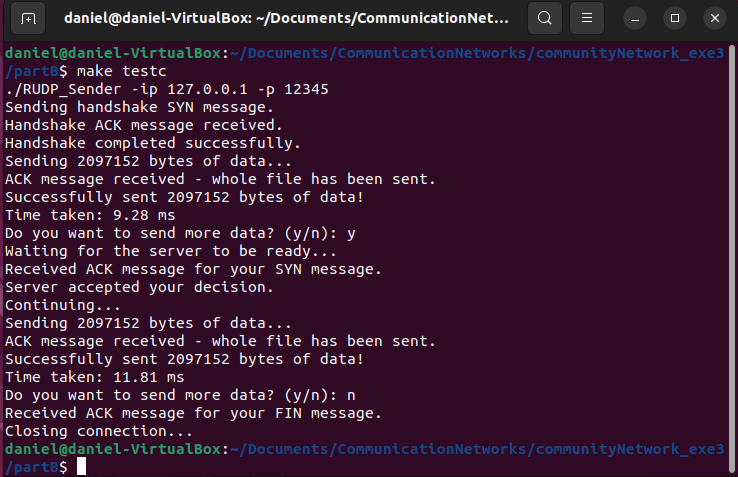 daniel@daniel-VirtualBox: ~/Documents/CommunicationNet...
daniel@daniel-VirtualBox:~/Documents/CommunicationNetworks/communityNetwork_exe3
/partB$ make testc
./RUDP_Sender -ip 127.0.0.1 -p 12345
Sending handshake SYN message.
Handshake ACK message received.
Handshake completed successfully.
Sending 2097152 bytes of data...
ACK message received - whole file has been sent.
Successfully sent 2097152 bytes of data!
Time taken: 9.28 ms
Do you want to send more data? (y/n): y
Waiting for the server to be ready...
Received ACK message for your SYN message.
Server accepted your decision.
Continuing...
Sending 2097152 bytes of data...
ACK message received - whole file has been sent.
Successfully sent 2097152 bytes of data!
Time taken: 11.81 ms
Do you want to send more data? (y/n): n
Received ACK message for your FIN message.
Closing connection...
daniel@daniel-VirtualBox:~/Documents/CommunicationNetworks/communityNetwork_exe3
/partB$